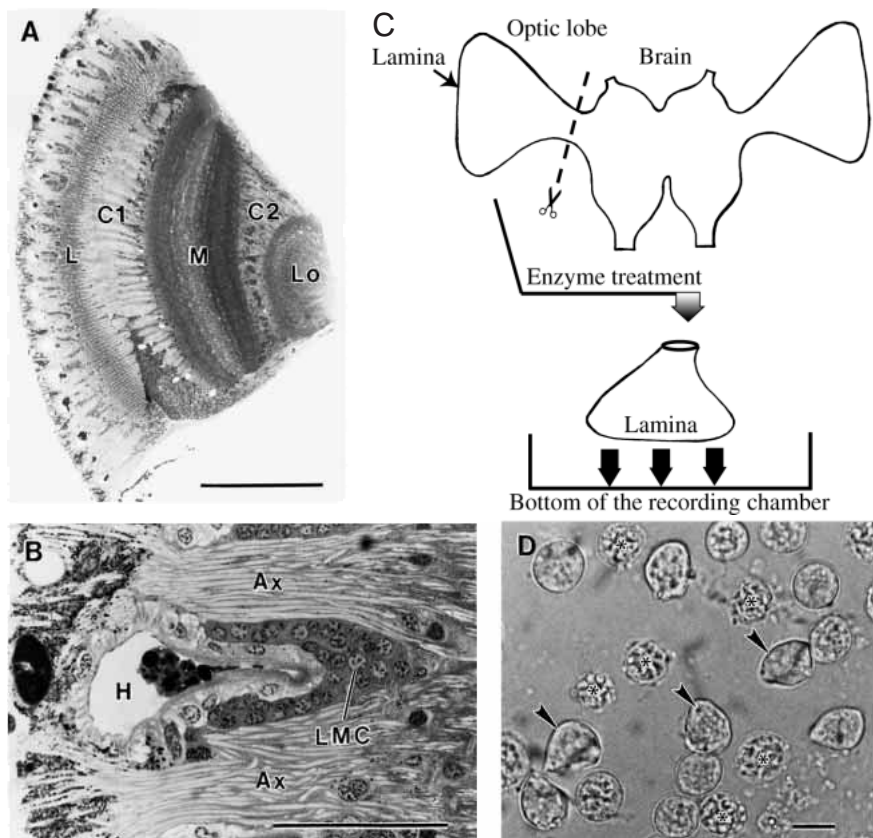 A
L
C1
M
C2
Lo
C
Optic lobe
Lamina
Brain
Enzyme treatment
Lamina
Bottom of the recording chamber
B
Ax
H
LMC
Ax
D
*
*
*
*
*
*